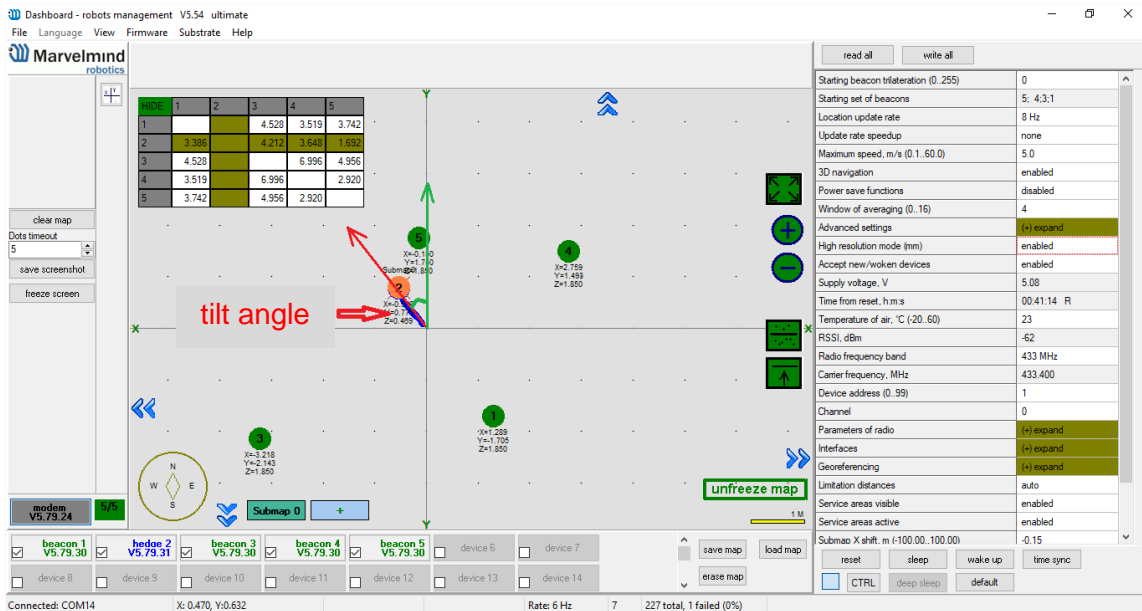 Dashboard - robots management V5.54 ultimate
File Language View Firmware Substrate Help
Marvelmind
robotics
read all write all
HIDE 1 2 3 4 5
1 4.528 3.519 3.742
2 3.386 4.212 3.648 1.692
3 4.528 6.996 4.956
4 3.519 6.996 2.920
5 3.742 4.956 2.920
Y
X
X
Y
clear map
Dots timeout
5
save screenshot
freeze screen
5
Y=1.7
2
4
X=2.759
Y=1.493
Z=1.850
Z=0.469
tilt angle
1
X=1.289
Y=-1.705
Z=1.850
3
X=-3.218
Y=-2.143
Z=1.850
N
W E
S
Submap 0 +
unfreeze map
1 M
modem
V5.79.24
5/5
beacon 1
V5.79.30
hedge 2
V5.79.31
beacon 3
V5.79.30
beacon 4
V5.79.30
beacon 5
V5.79.30
device 6
device 7
device 8
device 9
device 10
device 11
device 12
device 13
device 14
save map load map
erase map
Starting beacon trilateration (0..255) 0
Starting set of beacons 5; 4;3;1
Location update rate 8 Hz
Update rate speedup none
Maximum speed, m/s (0.1..60.0) 5.0
3D navigation enabled
Power save functions disabled
Window of averaging (0..16) 4
Advanced settings (+) expand
High resolution mode (mm) enabled
Accept new/woken devices enabled
Supply voltage, V 5.08
Time from reset, h:m:s 00:41:14 R
Temperature of air, °C (-20..60) 23
RSSI, dBm -62
Radio frequency band 433 MHz
Carrier frequency, MHz 433.400
Device address (0..99) 1
Channel 0
Parameters of radio (+) expand
Interfaces (+) expand
Georeferencing (+) expand
Limitation distances auto
Service areas visible enabled
Service areas active enabled
Submap X shift, m (-100.00..100.00) -0.15
reset sleep wake up time sync
CTRL deep sleep default
Connected: COM14 X: 0.470, Y:0.632 Rate: 6 Hz 7 227 total, 1 failed (0%)